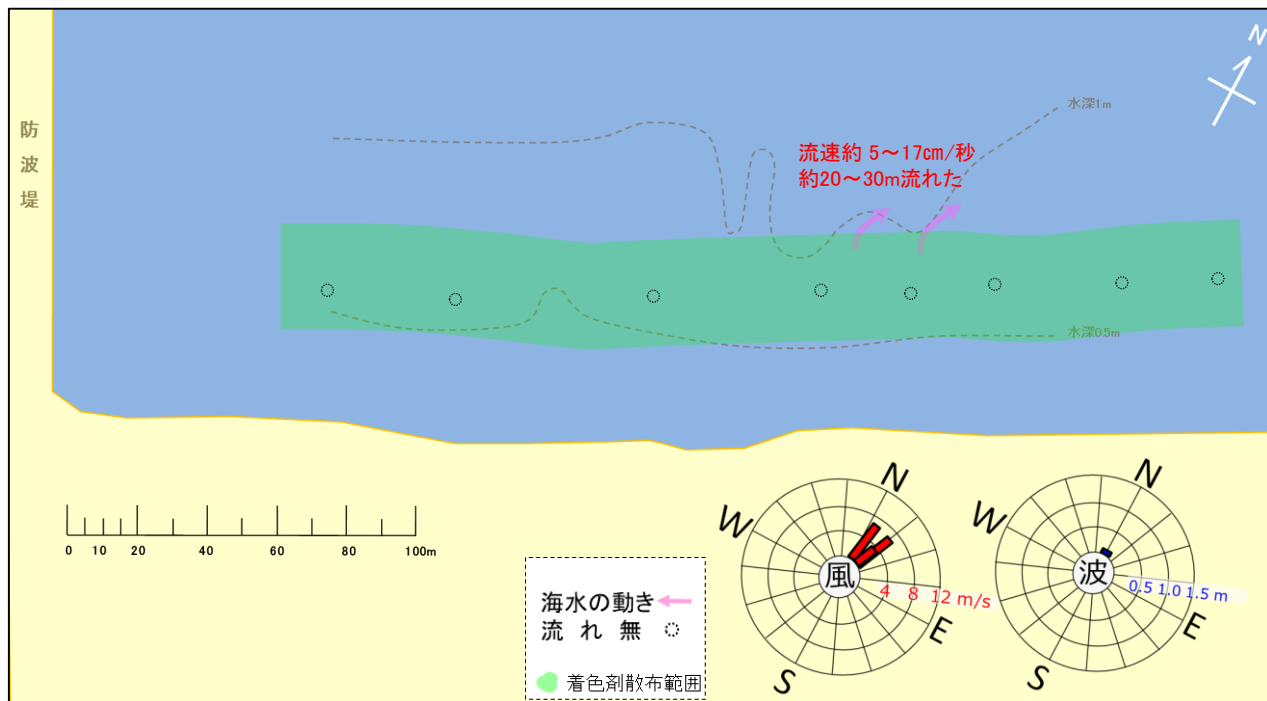 N
防波堤
水深1m
流速約 5～17cm/秒
約20～30m流れた
水深0.5m
0 10 20 40 60 80 100m
海水の動き
流れ無
着色剤散布範囲
N
W
風
4 8 12 m/s
E
S
N
W
波
0.5 1.0 1.5 m
E
S